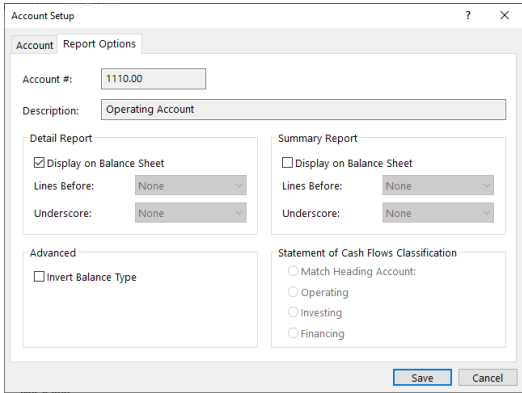 Account Setup
?
Account Report Options
Account #: 1110.00
Description: Operating Account
Detail Report
Display on Balance Sheet
Lines Before: None
Underscore: None
Summary Report
Display on Balance Sheet
Lines Before: None
Underscore: None
Advanced
Invert Balance Type
Statement of Cash Flows Classification
Match Heading Account:
Operating
Investing
Financing
Save Cancel